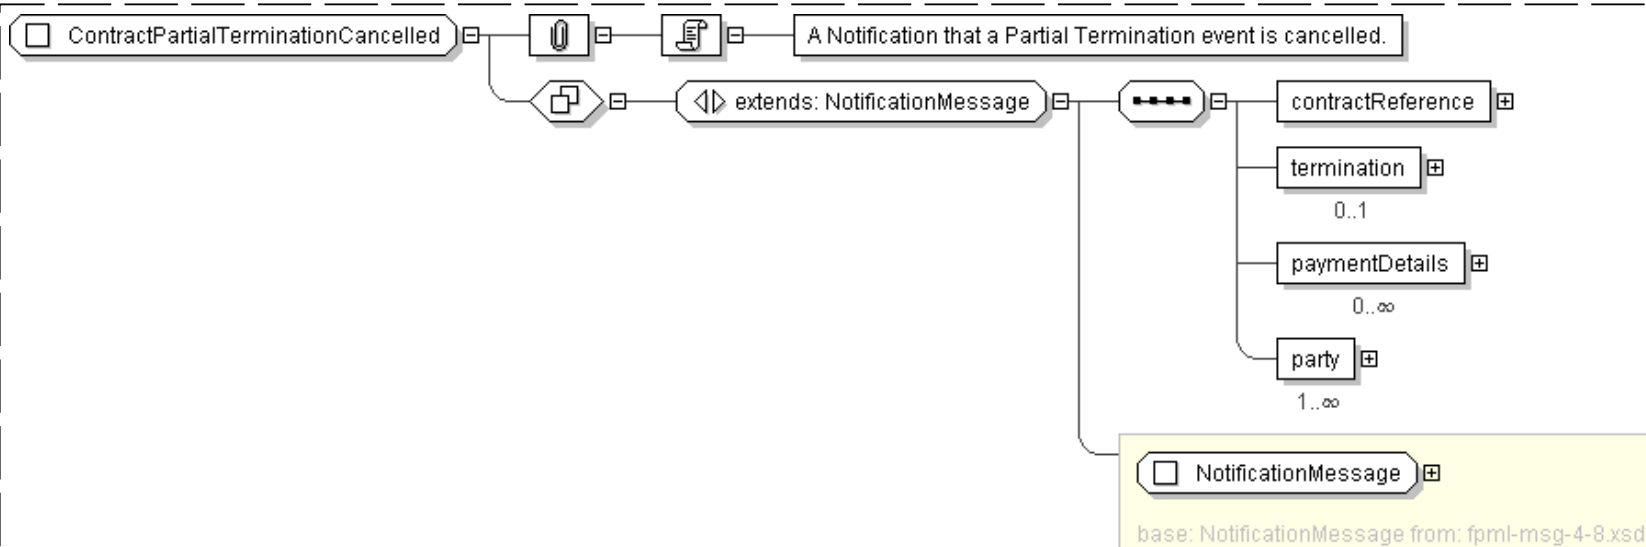 ContractPartialTerminationCancelled
A Notification that a Partial Termination event is cancelled.
extends: NotificationMessage
contractReference
termination
0..1
paymentDetails
0..∞
party
1..∞
NotificationMessage
base: NotificationMessage from: fpml-msg-4-8.xsd